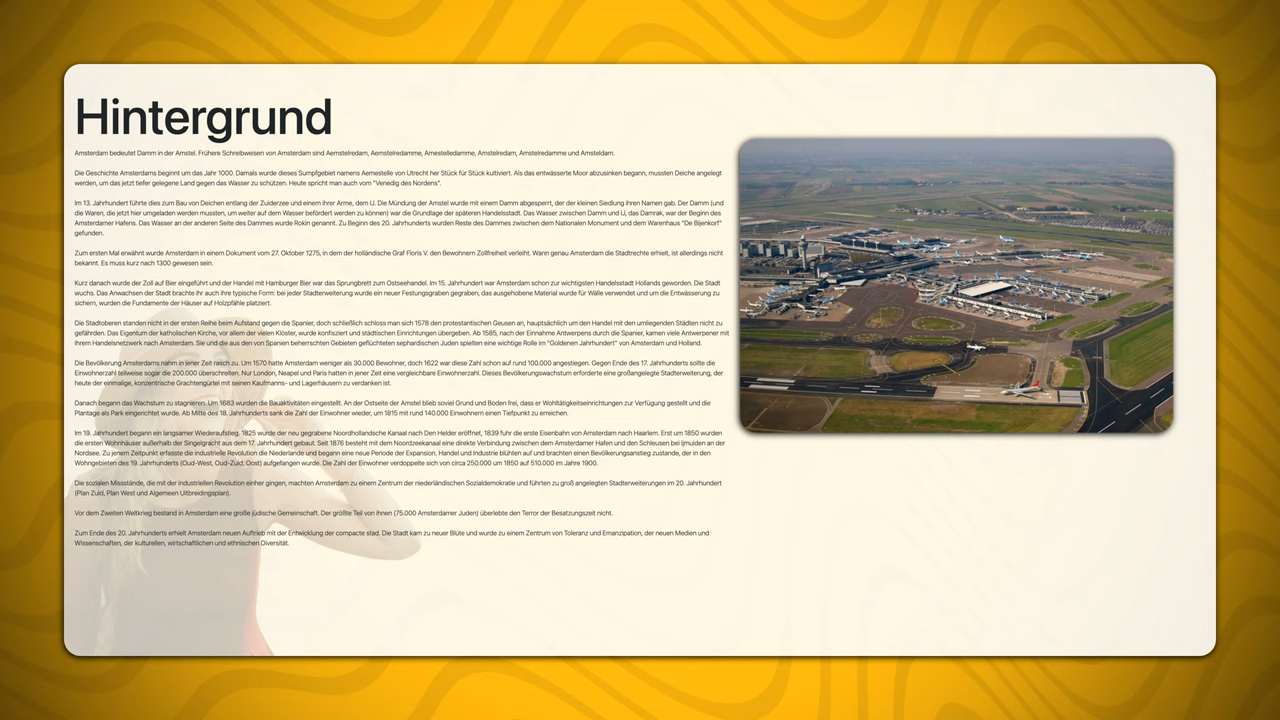 Hintergrund
Amsterdam bedeutet Damm in der Amstel. Frühere Schreibweisen von Amsterdam sind Aemstelredam, Aemstelredamme, Amestelledamme, Amstelredam, Amstelredamme und Amsteldam.
Die Geschichte Amsterdams beginnt um das Jahr 1000. Damals wurde dieses Sumpfgebiet namens Aemestelle von Utrecht her Stück für Stück kultiviert. Als das entwässerte Moor abzusinken begann, mussten Deiche angelegt
werden, um das jetzt tiefer gelegene Land gegen das Wasser zu schützen. Heute spricht man auch vom "Venedig des Nordens".
Im 13. Jahrhundert führte dies zum Bau von Deichen entlang der Zuiderzee und einem ihrer Arme, dem IJ. Die Mündung der Amstel wurde mit einem Damm abgesperrt, der der kleinen Siedlung ihren Namen gab. Der Damm (und
die Waren, die jetzt hier umgeladen werden mussten, um weiter auf dem Wasser befördert werden zu können) war die Grundlage der späteren Handelsstadt. Das Wasser zwischen Damm und IJ, das Damrak, war der Beginn des
Amsterdamer Hafens. Das Wasser an der anderen Seite des Dammes wurde Rokin genannt. Zu Beginn des 20. Jahrhunderts wurden Reste des Dammes zwischen dem Nationalen Monument und dem Warenhaus "De Bijenkorf"
gefunden.
Zum ersten Mal erwähnt wurde Amsterdam in einem Dokument vom 27. Oktober 1275, in dem der holländische Graf Floris V. den Bewohnern Zollfreiheit verleiht. Wann genau Amsterdam die Stadtrechte erhielt, ist allerdings nicht
bekannt. Es muss kurz nach 1300 gewesen sein.
Kurz danach wurde der Zoll auf Bier eingeführt und der Handel mit Hamburger Bier war das Sprungbrett zum Ostseehandel. Im 15. Jahrhundert war Amsterdam schon zur wichtigsten Handelsstadt Hollands geworden. Die Stadt
wuchs. Das Anwachsen der Stadt brachte ihr auch ihre typische Form: bei jeder Stadterweiterung wurde ein neuer Festungsgraben gegraben, das ausgehobene Material wurde für Wälle verwendet und um die Entwässerung zu
sichern, wurden die Fundamente der Häuser auf Holzpfähle platziert.
Die Stadtoberen standen nicht in der ersten Reihe beim Aufstand gegen die Spanier, doch schließlich schloss man sich 1578 den protestantischen Geusen an, hauptsächlich um den Handel mit den umliegenden Städten nicht zu
gefährden. Das Eigentum der katholischen Kirche, vor allem der vielen Klöster, wurde konfisziert und städtischen Einrichtungen übergeben. Ab 1585, nach der Einnahme Antwerpens durch die Spanier, kamen viele Antwerpener mit
ihrem Handelsnetzwerk nach Amsterdam. Sie und die aus den von Spanien beherrschten Gebieten geflüchteten sephardischen Juden spielten eine wichtige Rolle im "Goldenen Jahrhundert" von Amsterdam und Holland.
Die Bevölkerung Amsterdams nahm in jener Zeit rasch zu. Um 1570 hatte Amsterdam weniger als 30.000 Bewohner, doch 1622 war diese Zahl schon auf rund 100.000 angestiegen. Gegen Ende des 17. Jahrhunderts sollte die
Einwohnerzahl teilweise sogar die 200.000 überschreiten. Nur London, Neapel und Paris hatten in jener Zeit eine vergleichbare Einwohnerzahl. Dieses Bevölkerungswachstum erforderte eine großangelegte Stadterweiterung, der
heute der einmalige, konzentrische Grachtengürtel mit seinen Kaufmanns- und Lagerhäusern zu verdanken ist.
Danach begann das Wachstum zu stagnieren. Um 1683 wurden die Bauaktivitäten eingestellt. An der Ostseite der Amstel blieb soviel Grund und Boden frei, dass er Wohltätigkeitseinrichtungen zur Verfügung gestellt und die
Plantage als Park eingerichtet wurde. Ab Mitte des 18. Jahrhunderts sank die Zahl der Einwohner wieder, um 1815 mit rund 140.000 Einwohnern einen Tiefpunkt zu erreichen.
Im 19. Jahrhundert begann ein langsamer Wiederaufstieg. 1825 wurde der neu gegrabene Noordhollandsche Kanaal nach Den Helder eröffnet, 1839 fuhr die erste Eisenbahn von Amsterdam nach Haarlem. Erst um 1850 wurden
die ersten Wohnhäuser außerhalb der Singelgracht aus dem 17. Jahrhundert gebaut. Seit 1876 besteht mit dem Noordzeekanaal eine direkte Verbindung zwischen dem Amsterdamer Hafen und den Schleusen bei Ijmuiden an der
Nordsee. Zu jenem Zeitpunkt erfasste die industrielle Revolution die Niederlande und begann eine neue Periode der Expansion. Handel und Industrie blühten auf und brachten einen Bevölkerungsanstieg zustande, der in den
Wohngebieten des 19. Jahrhunderts (Oud-West, Oud-Zuid, Oost) aufgefangen wurde. Die Zahl der Einwohner verdoppelte sich von circa 250.000 um 1850 auf 510.000 im Jahre 1900.
Die sozialen Missstände, die mit der industriellen Revolution einher gingen, machten Amsterdam zu einem Zentrum der niederländischen Sozialdemokratie und führten zu groß angelegten Stadterweiterungen im 20. Jahrhundert
(Plan Zuid, Plan West und Algemeen Uitbreidingsplan).
Vor dem Zweiten Weltkrieg bestand in Amsterdam eine große jüdische Gemeinschaft. Der größte Teil von ihnen (75.000 Amsterdamer Juden) überlebte den Terror der Besatzungszeit nicht.
Zum Ende des 20. Jahrhunderts erhielt Amsterdam neuen Auftrieb mit der Entwicklung der compacte stad. Die Stadt kam zu neuer Blüte und wurde zu einem Zentrum von Toleranz und Emanzipation, der neuen Medien und
Wissenschaften, der kulturellen, wirtschaftlichen und ethnischen Diversität.